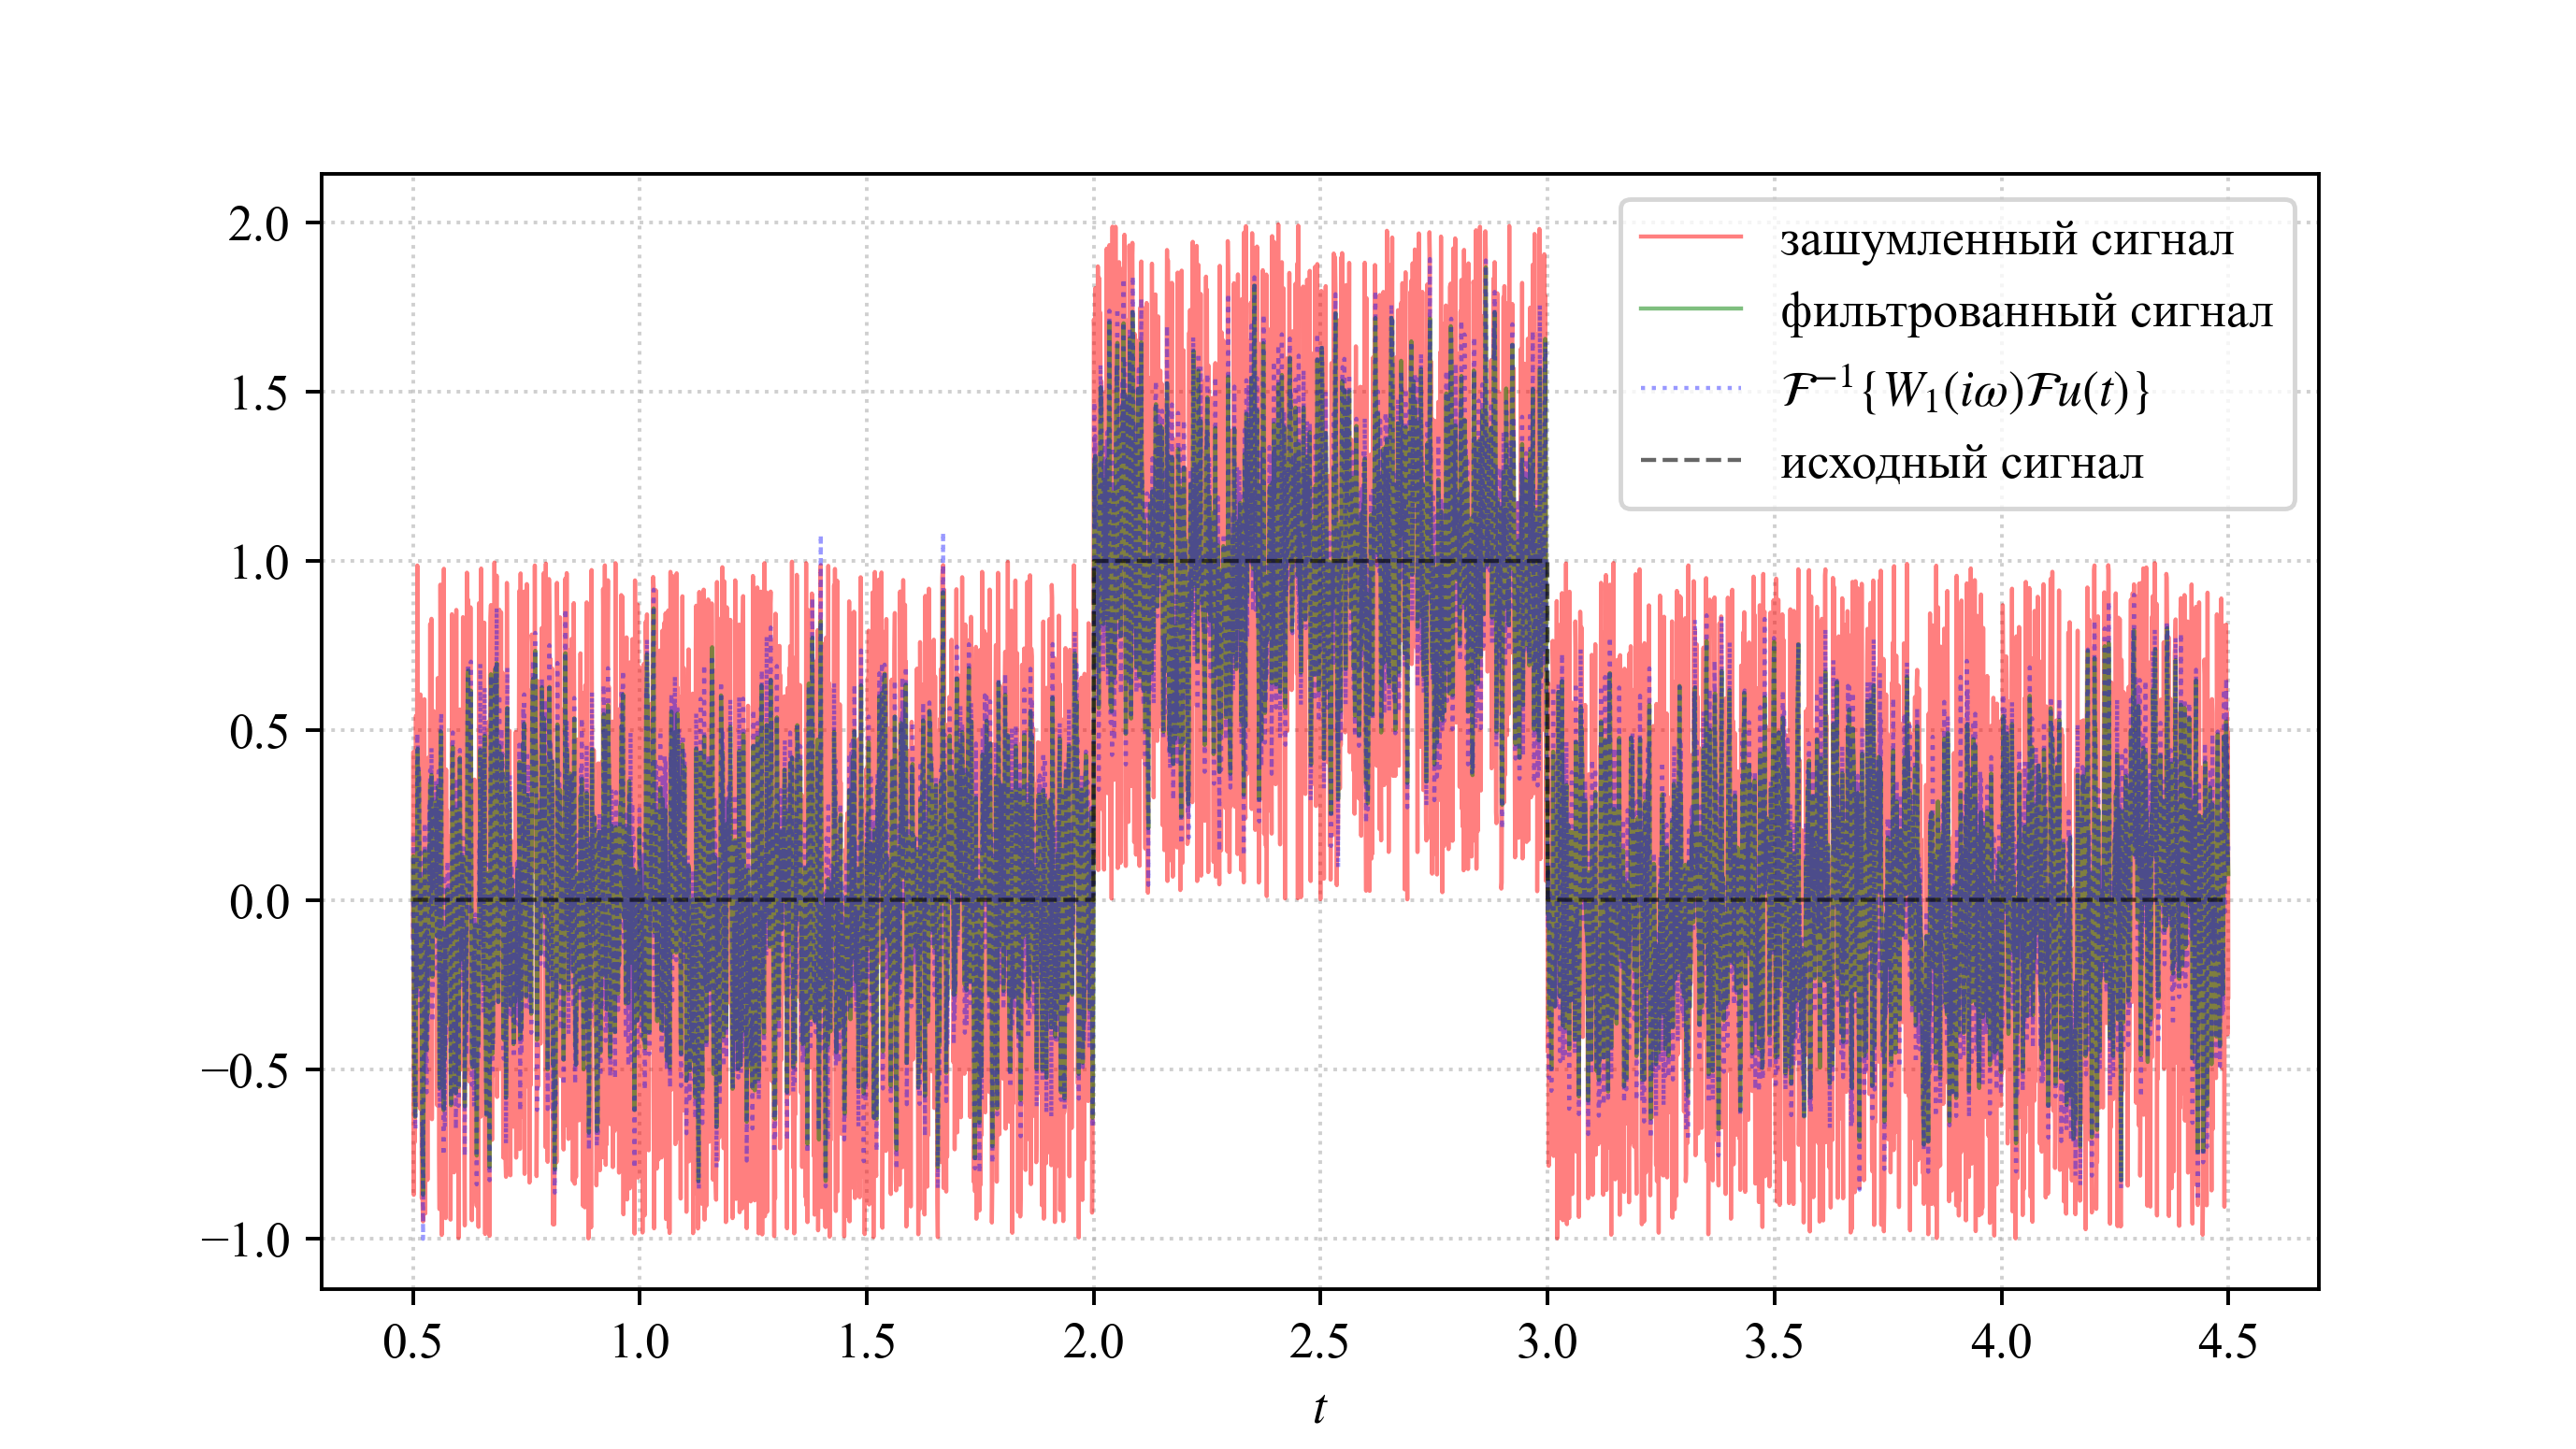 2.0
1.5
1.0
0.5
0.0
−0.5
−1.0
зашумленный сигнал
фильтрованный сигнал
ℱ⁻¹{W₁(iω)ℱu(t)}
исходный сигнал
0.5 1.0 1.5 2.0 2.5 3.0 3.5 4.0 4.5
t